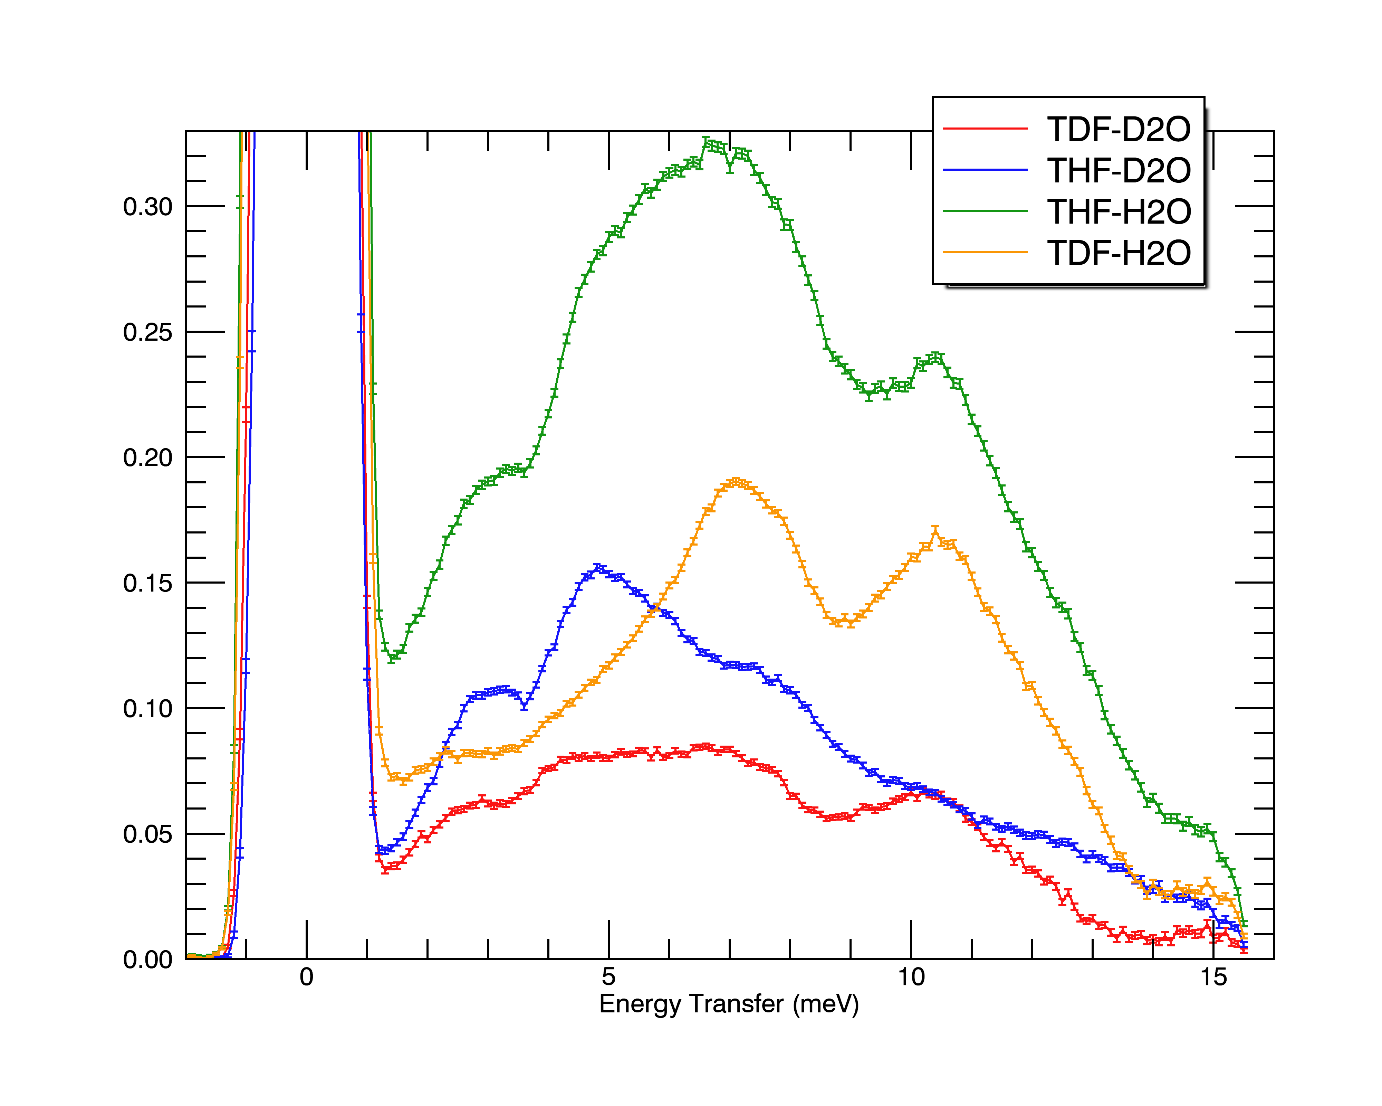 TDF-D2O
THF-D2O
THF-H2O
TDF-H2O
0.30
0.25
0.20
0.15
0.10
0.05
0.00
0 5 10 15
Energy Transfer (meV)